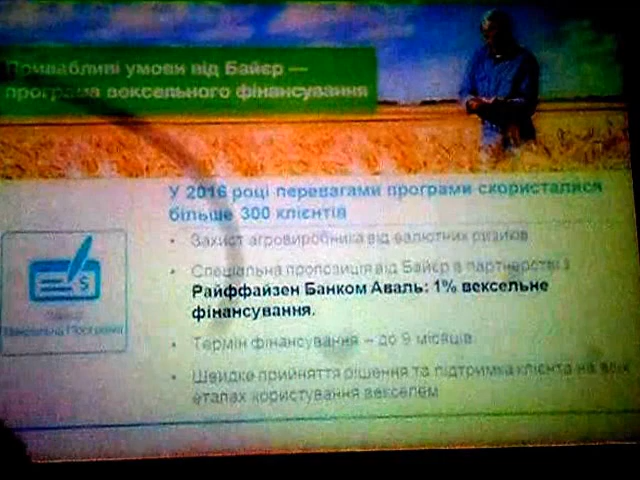 Привабливі умови від Байєр —
програма вексельного фінансування
У 2016 році перевагами програми скористалися
більше 300 клієнтів
• Захист агровиробника від валютних ризиків
• Спеціальна пропозиція від Байєр в партнерстві з
Райффайзен Банком Аваль: 1% вексельне
фінансування.
• Термін фінансування – до 9 місяців
• Швидке прийняття рішення та підтримка клієнта на всіх
етапах користування векселем
$
Вексельна Програма